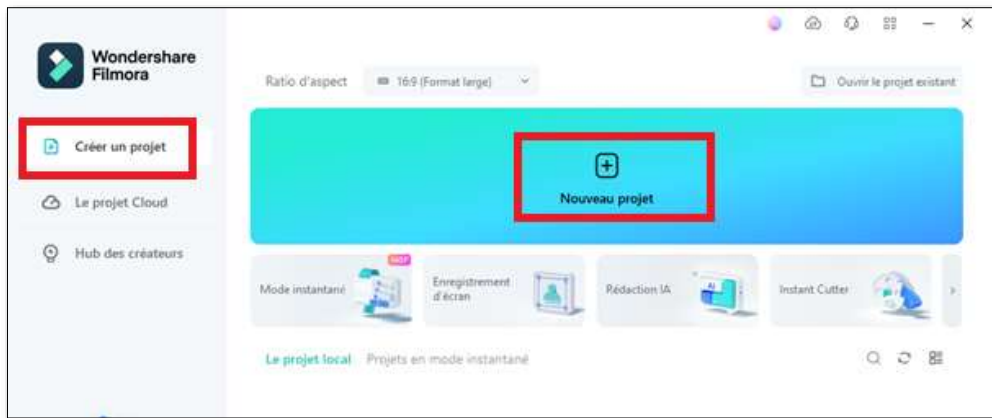 Wondershare
Filmora
Ratio d'aspect
16:9 (Format large)
Ouvrir le projet existant
Créer un projet
Nouveau projet
Le projet Cloud
Hub des créateurs
HOT
Mode instantané
Enregistrement
d'écran
Rédaction IA
AI
Instant Cutter
Le projet local
Projets en mode instantané